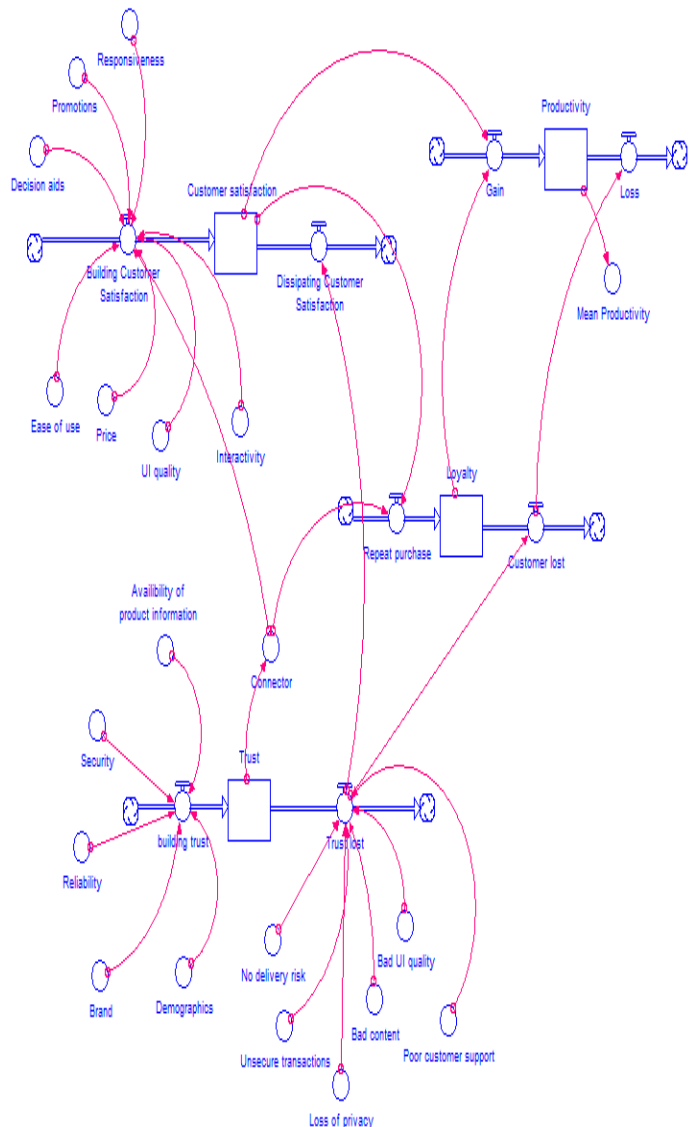 Responsiveness
Promotions
Productivity
Decision aids
Customer satisfaction
Gain
Loss
Building Customer
Satisfaction
Dissipating Customer
Satisfaction
Mean Productivity
Ease of use
Price
UI quality
Interactivity
Loyalty
Repeat purchase
Customer lost
Availibility of
product information
Connector
Security
Trust
building trust
Trust lost
Reliability
Brand
Demographics
No delivery risk
Bad UI quality
Bad content
Unsecure transactions
Poor customer support
Loss of privacy